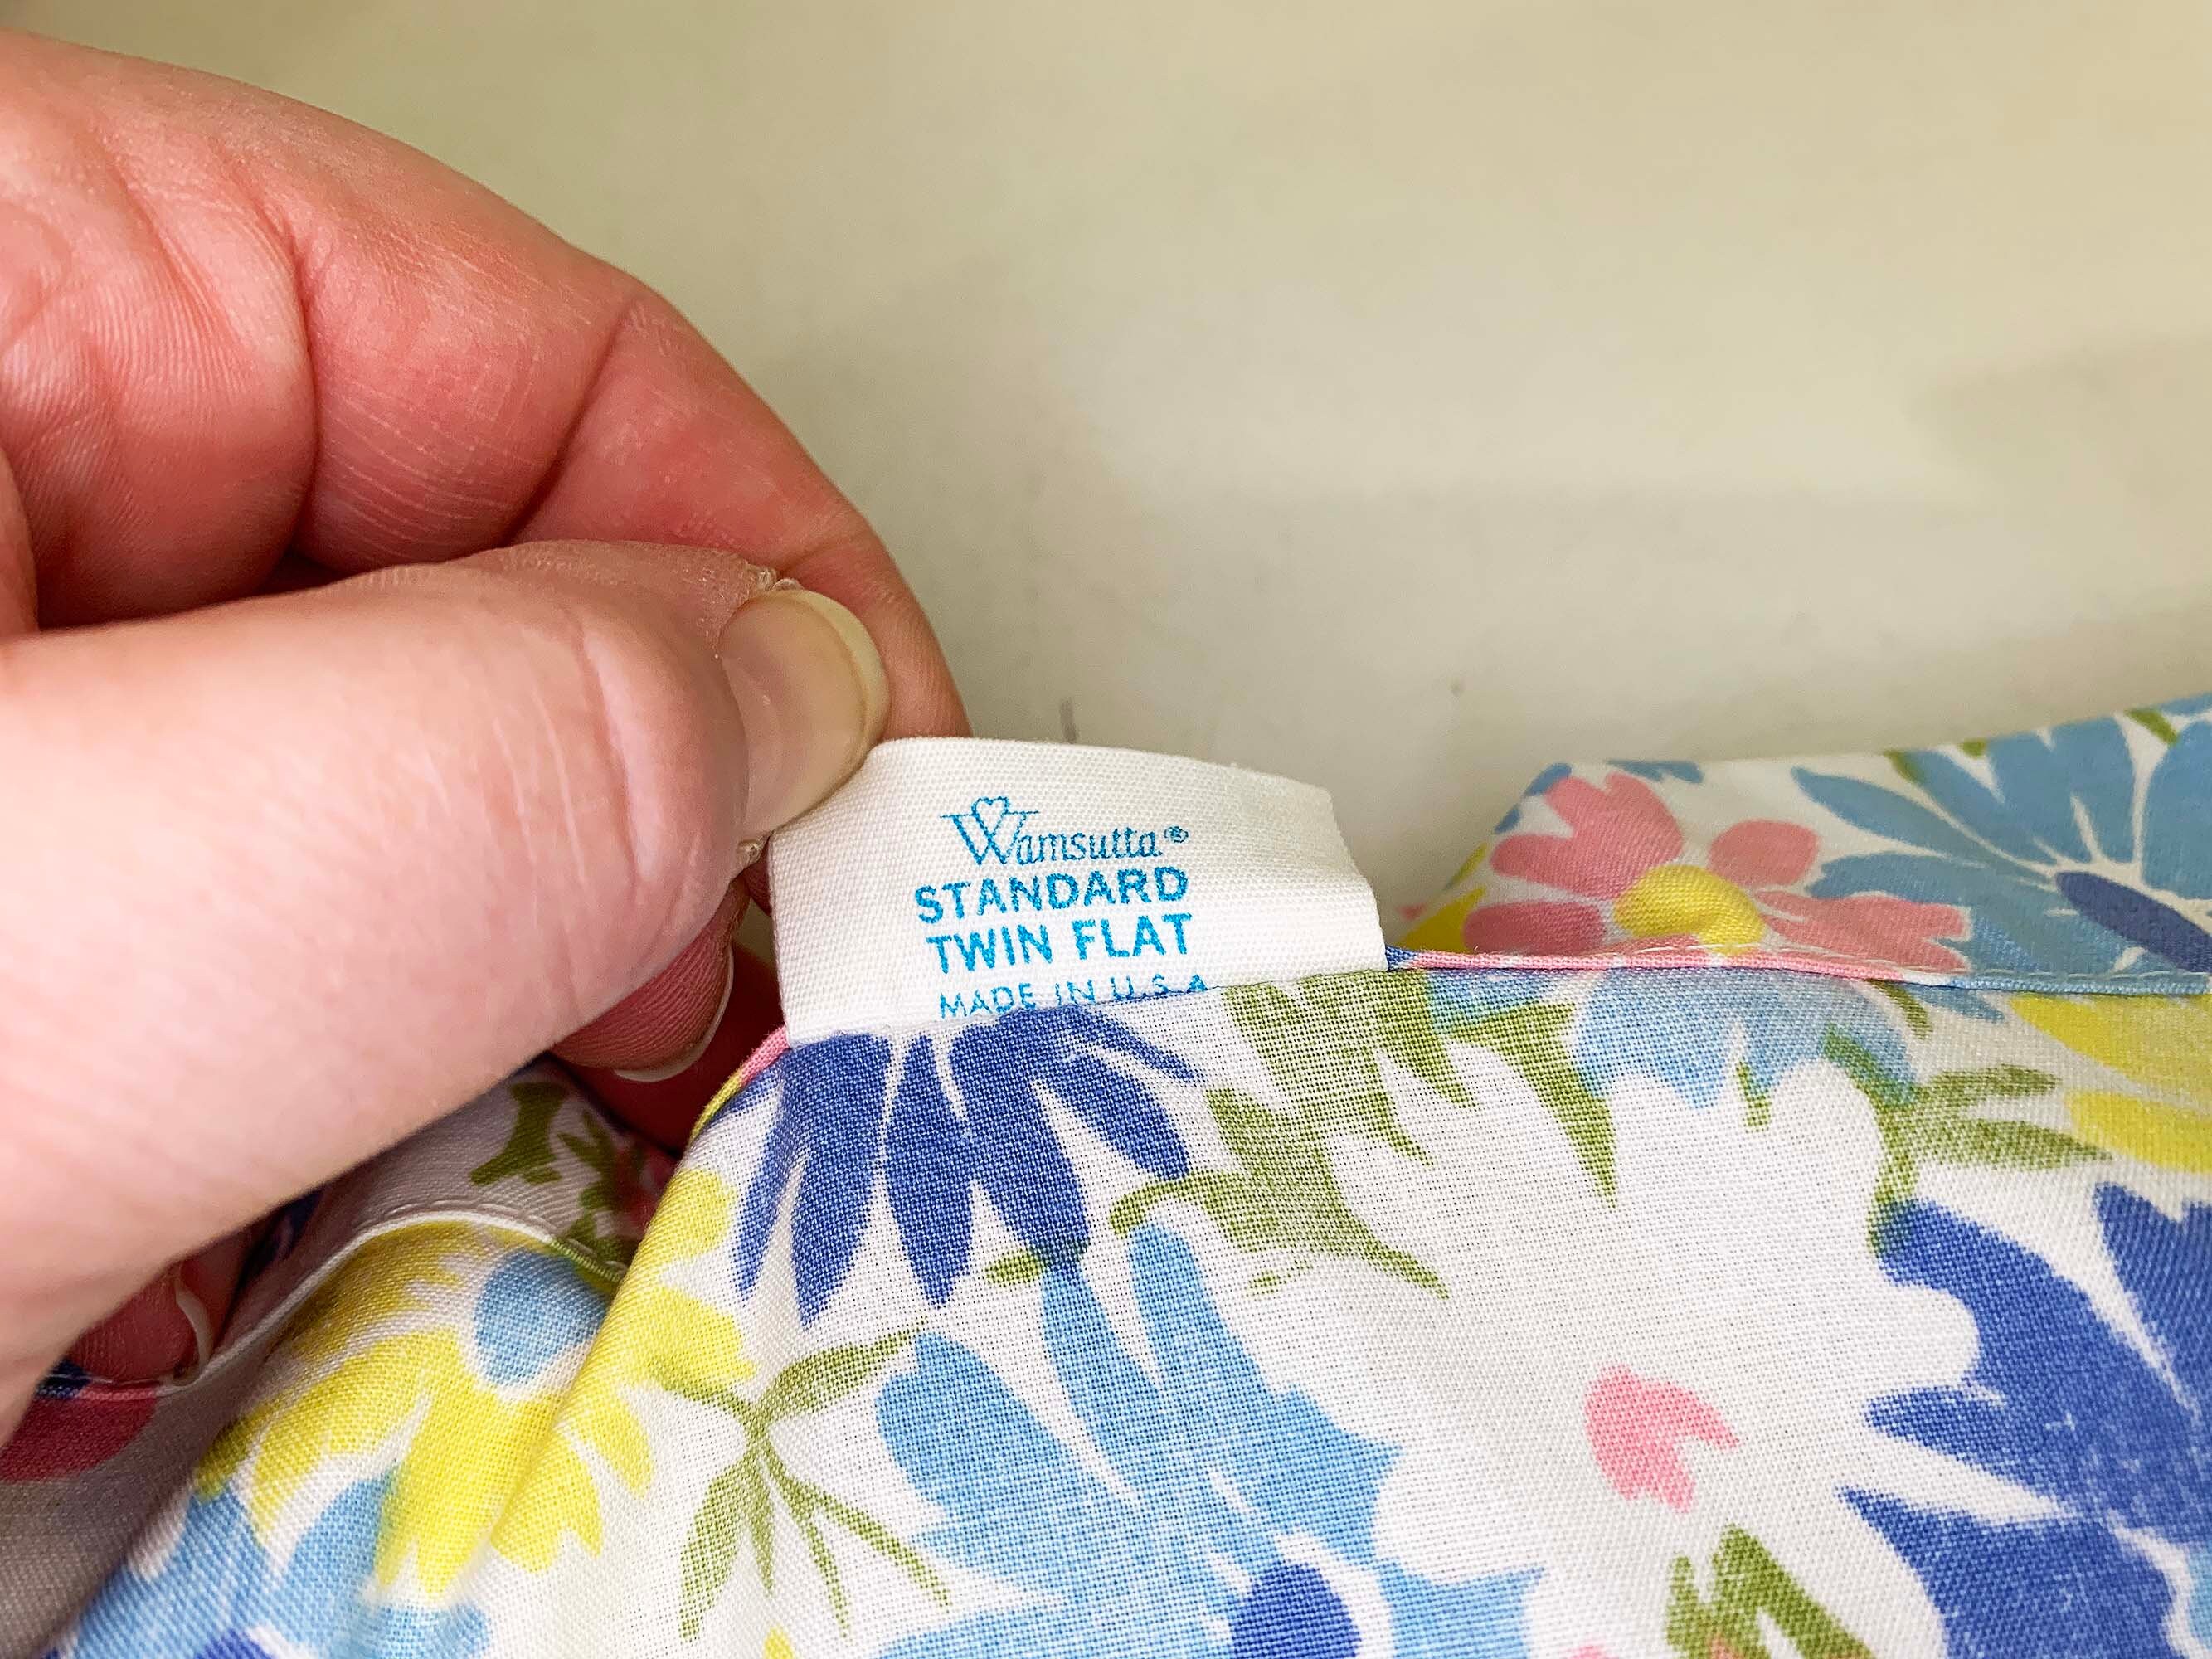 Wamsutta®
STANDARD
TWIN FLAT
MADE IN U.S.A